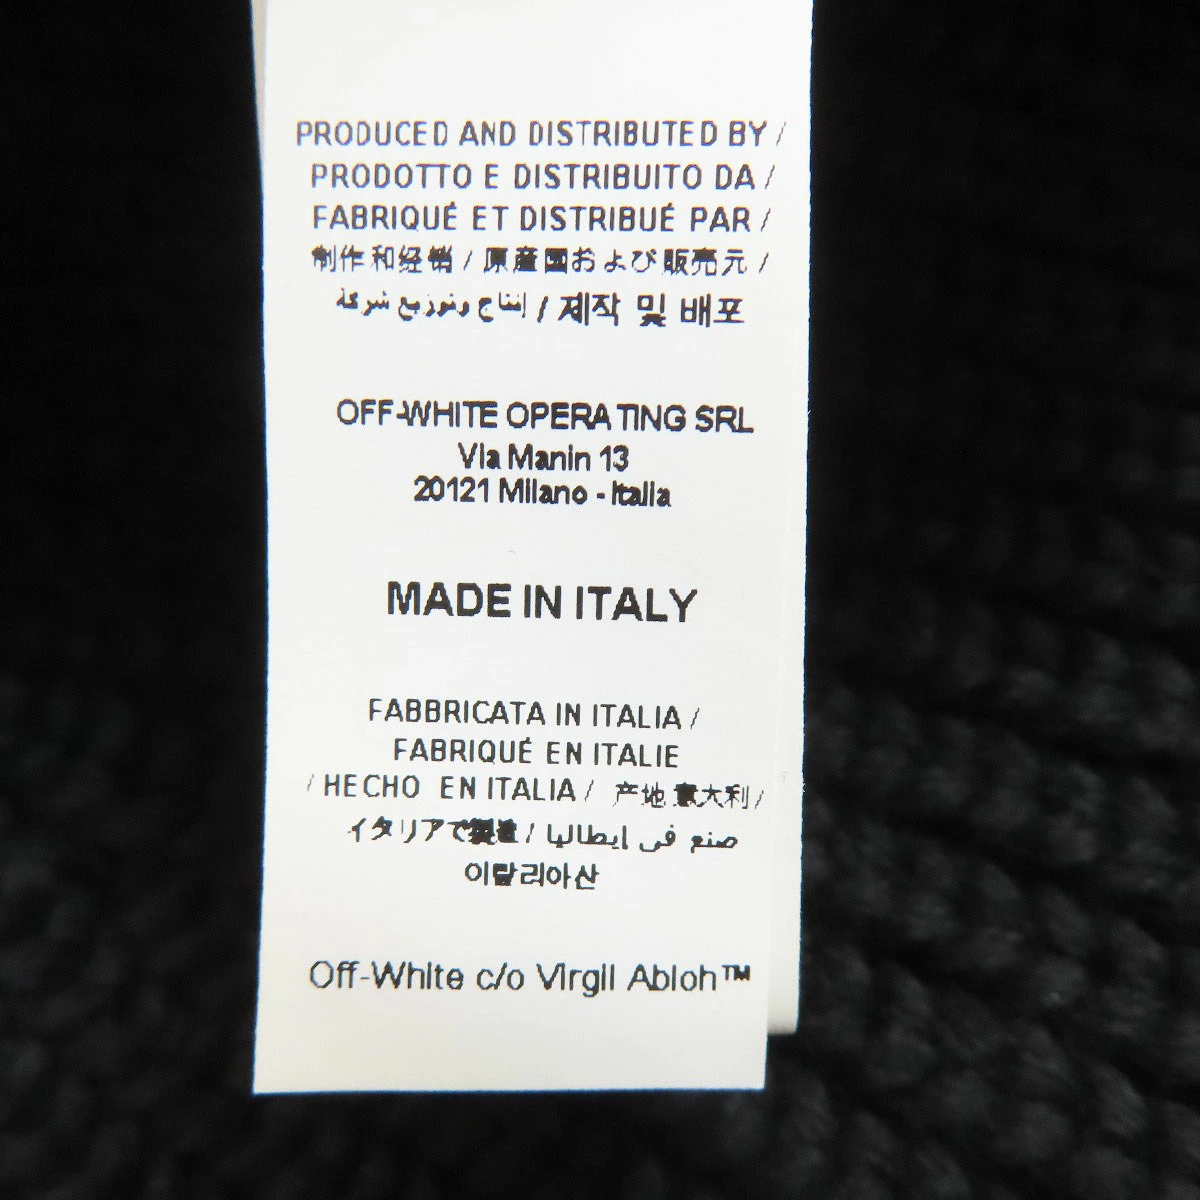 PRODUCED AND DISTRIBUTED BY /
PRODOTTO E DISTRIBUITO DA /
FABRIQUÉ ET DISTRIBUÉ PAR /
制作和经销 / 原産国および販売元 /
إنتاج وتوزيع شركة / 제작 및 배포
OFF-WHITE OPERATING SRL
Via Manin 13
20121 Milano - Italia
MADE IN ITALY
FABBRICATA IN ITALIA /
FABRIQUÉ EN ITALIE
/ HECHO EN ITALIA / 产地 意大利 /
イタリアで製造 / صنع في ايطاليا
이탈리아산
Off-White c/o Virgil Abloh™